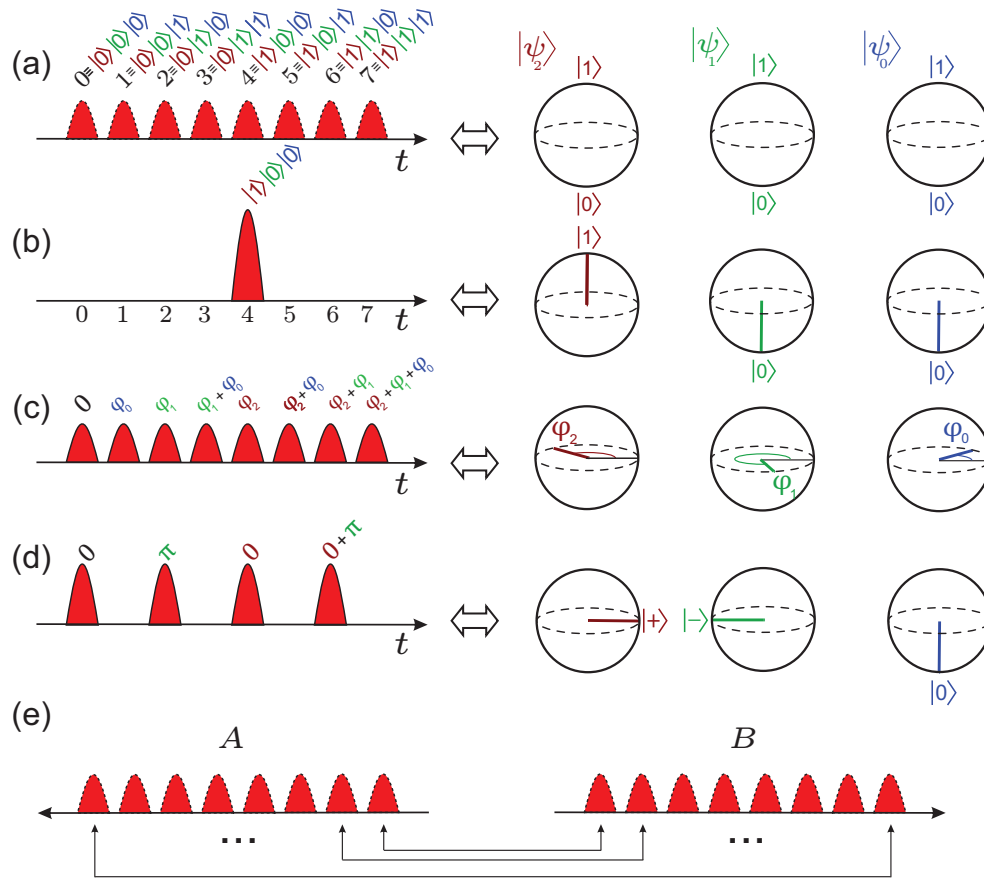 (a)
0≡|0⟩|0⟩|0⟩ 1≡|0⟩|0⟩|1⟩ 2≡|0⟩|1⟩|0⟩ 3≡|0⟩|1⟩|1⟩ 4≡|1⟩|0⟩|0⟩ 5≡|1⟩|0⟩|1⟩ 6≡|1⟩|1⟩|0⟩ 7≡|1⟩|1⟩|1⟩
t
|ψ⟩₂ |ψ⟩₁ |ψ⟩₀
|1⟩ |1⟩ |1⟩
|0⟩ |0⟩ |0⟩
(b)
|1⟩|0⟩|0⟩
0 1 2 3 4 5 6 7 t
|1⟩
|0⟩ |0⟩
(c)
0 φ₀ φ₁ φ₁+φ₀ φ₂ φ₂+φ₀ φ₂+φ₁ φ₂+φ₁+φ₀
t
φ₂ φ₁ φ₀
(d)
0 π 0 0+π
t
|+⟩ |−⟩
|0⟩
(e)
A B
... ...